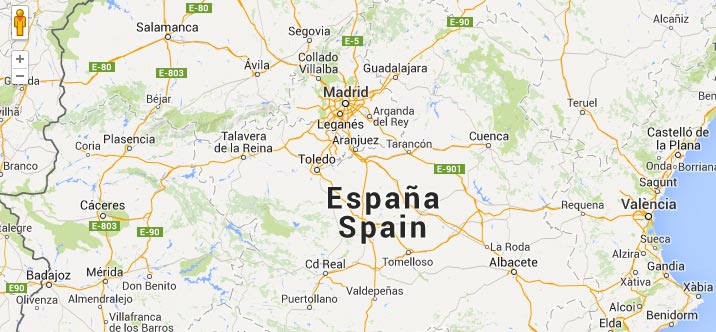 E-80
Salamanca
Segovia
E-5
E-90
Alcañiz
Collado
Villalba
Guadalajara
E-80
E-803
Ávila
Madrid
Béjar
Leganés
Arganda
del Rey
Teruel
Coria
Plasencia
Talavera
de la Reina
Aranjuez
Tarancón
Cuenca
Castelló de
la Plana
Branco
Toledo
E-901
Onda
Borriana
Sagunt
Cáceres
España
Spain
Requena
València
E-803
E-90
talegre
La Roda
Sueca
Alzira
Badajoz
Mérida
Don Benito
Cd Real
Tomelloso
Albacete
Gandia
E90
Olivenza
Almendralejo
Puertollano
Valdepeñas
Xàtiva
Xàbia
Villafranca
de los Barros
Alcoi
Elda
Benidorm